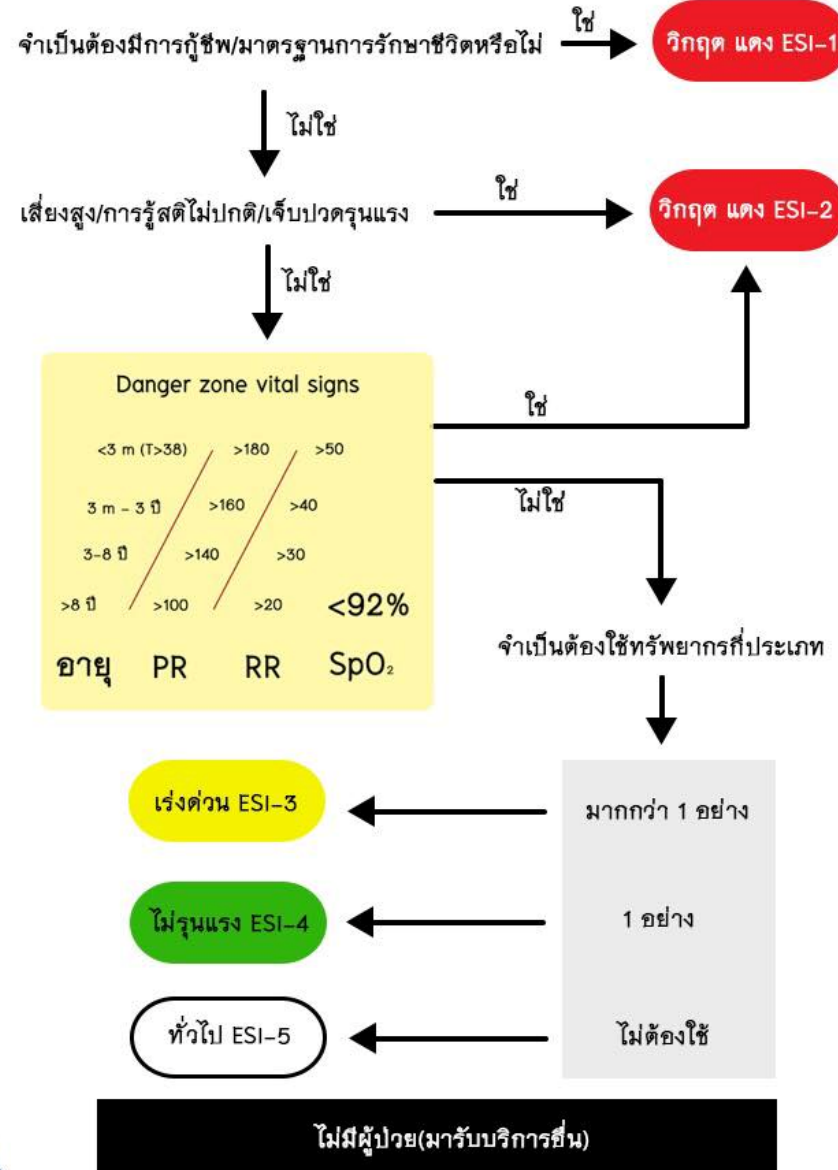 จำเป็นต้องมีการกู้ชีพ/มาตรฐานการรักษาชีวิตหรือไม่
ใช่
วิกฤต แดง ESI-1
ไม่ใช่
เสี่ยงสูง/การรู้สติไม่ปกติ/เจ็บปวดรุนแรง
ใช่
วิกฤต แดง ESI-2
ไม่ใช่
Danger zone vital signs
<3 m (T>38) >180 >50
3 m - 3 ปี >160 >40
3-8 ปี >140 >30
>8 ปี >100 >20 <92%
อายุ PR RR SpO₂
ใช่
ไม่ใช่
จำเป็นต้องใช้ทรัพยากรกี่ประเภท
เร่งด่วน ESI-3
มากกว่า 1 อย่าง
ไม่รุนแรง ESI-4
1 อย่าง
ทั่วไป ESI-5
ไม่ต้องใช้
ไม่มีผู้ป่วย(มารับบริการยื่น)